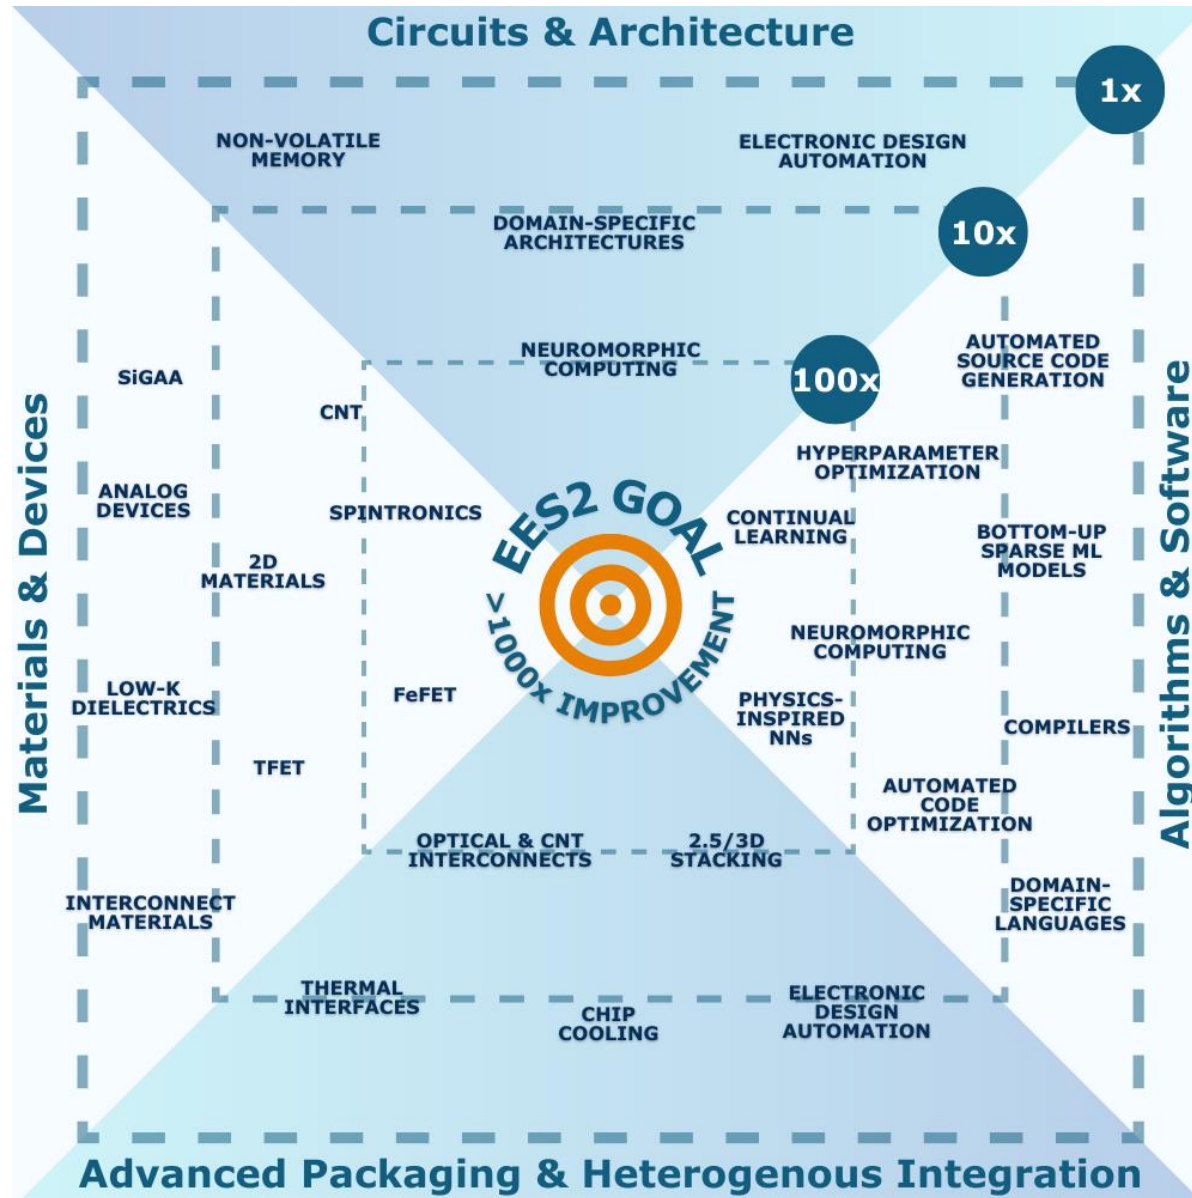 Circuits & Architecture
1x
NON-VOLATILE
MEMORY
ELECTRONIC DESIGN
AUTOMATION
10x
DOMAIN-SPECIFIC
ARCHITECTURES
NEUROMORPHIC
COMPUTING
100x
Materials & Devices
SiGAA
CNT
ANALOG
DEVICES
SPINTRONICS
2D
MATERIALS
LOW-K
DIELECTRICS
FeFET
TFET
INTERCONNECT
MATERIALS
EES2 GOAL
>1000x IMPROVEMENT
AUTOMATED
SOURCE CODE
GENERATION
HYPERPARAMETER
OPTIMIZATION
CONTINUAL
LEARNING
BOTTOM-UP
SPARSE ML
MODELS
NEUROMORPHIC
COMPUTING
PHYSICS-
INSPIRED
NNs
COMPILERS
AUTOMATED
CODE
OPTIMIZATION
DOMAIN-
SPECIFIC
LANGUAGES
Algorithms & Software
OPTICAL & CNT
INTERCONNECTS
2.5/3D
STACKING
THERMAL
INTERFACES
CHIP
COOLING
ELECTRONIC
DESIGN
AUTOMATION
Advanced Packaging & Heterogenous Integration